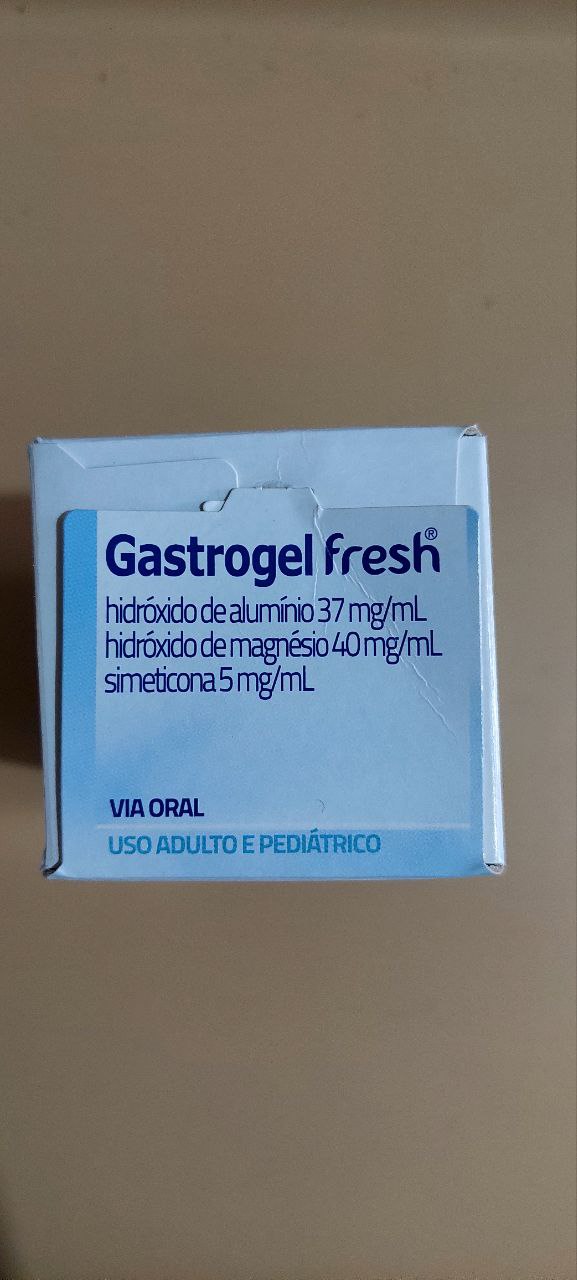 Gastrogel fresh®
hidróxido de alumínio 37 mg/mL
hidróxido de magnésio 40 mg/mL
simeticona 5 mg/mL
VIA ORAL
USO ADULTO E PEDIÁTRICO